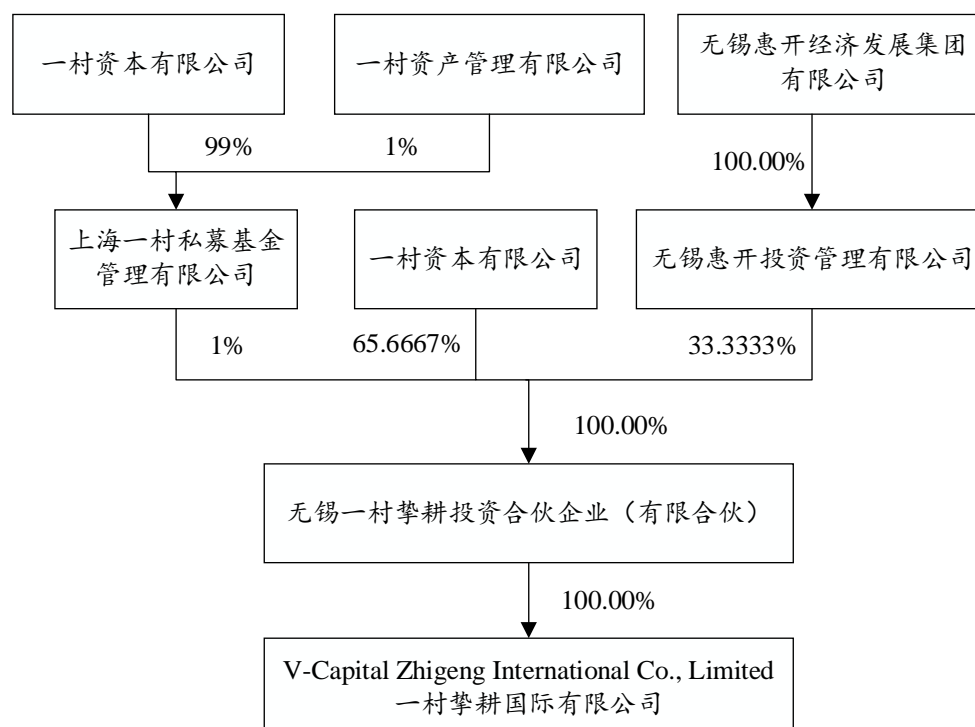 一村资本有限公司
一村资产管理有限公司
无锡惠开经济发展集团
有限公司
99%
1%
100.00%
上海一村私募基金
管理有限公司
一村资本有限公司
无锡惠开投资管理有限公司
1%
65.6667%
33.3333%
100.00%
无锡一村挚耕投资合伙企业（有限合伙）
100.00%
V-Capital Zhigeng International Co., Limited
一村挚耕国际有限公司